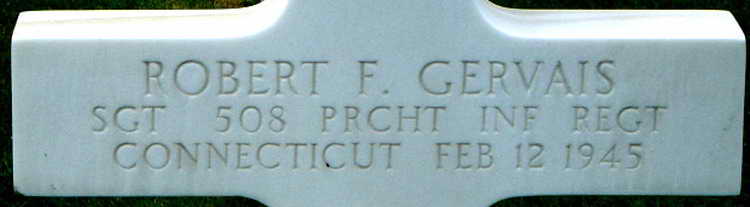 ROBERT F. GERVAIS
SGT 508 PRCHT INF REGT
CONNECTICUT FEB 12 1945